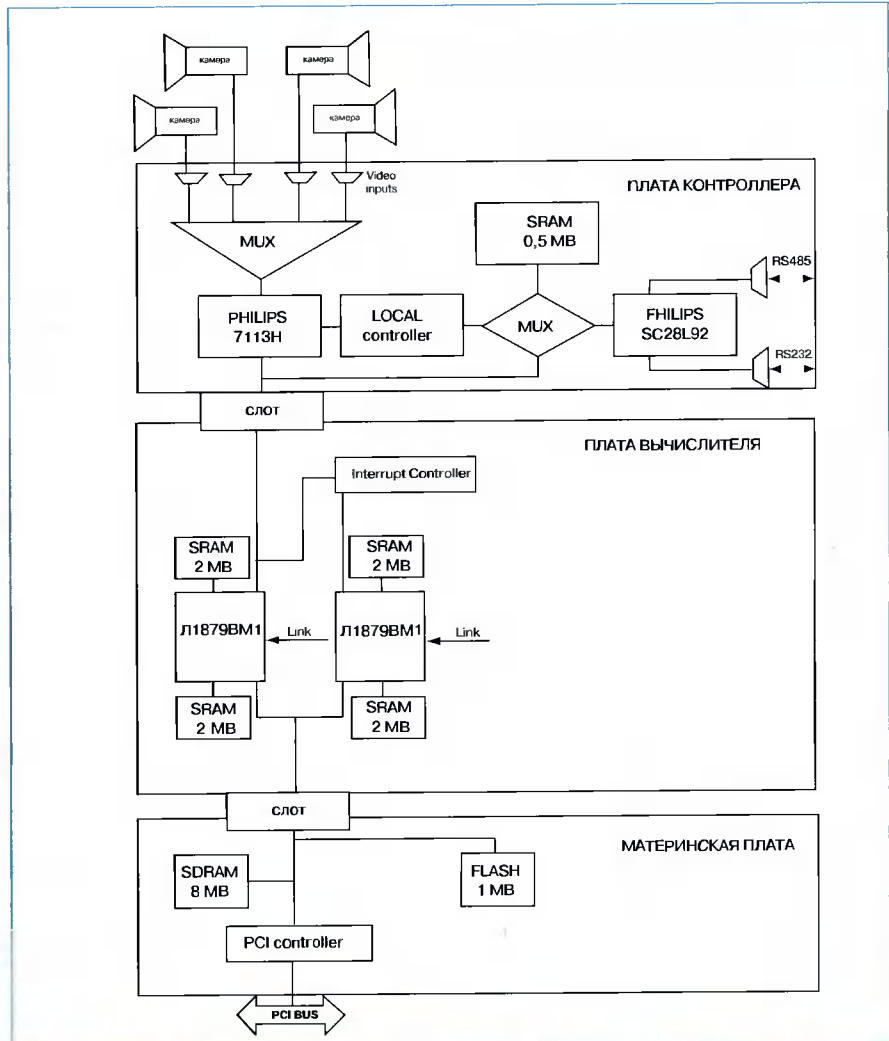 камера
камера
камера
камера
Video
inputs
ПЛАТА КОНТРОЛЛЕРА
MUX
SRAM
0,5 MB
RS485
PHILIPS
7113H
LOCAL
controller
MUX
FHILIPS
SC28L92
RS232
СЛОТ
ПЛАТА ВЫЧИСЛИТЕЛЯ
Interrupt Controller
SRAM
2 MB
SRAM
2 MB
Л1879ВМ1
Link
Л1879ВМ1
Link
SRAM
2 MB
SRAM
2 MB
СЛОТ
МАТЕРИНСКАЯ ПЛАТА
SDRAM
8 MB
FLASH
1 MB
PCI controller
PCI BUS